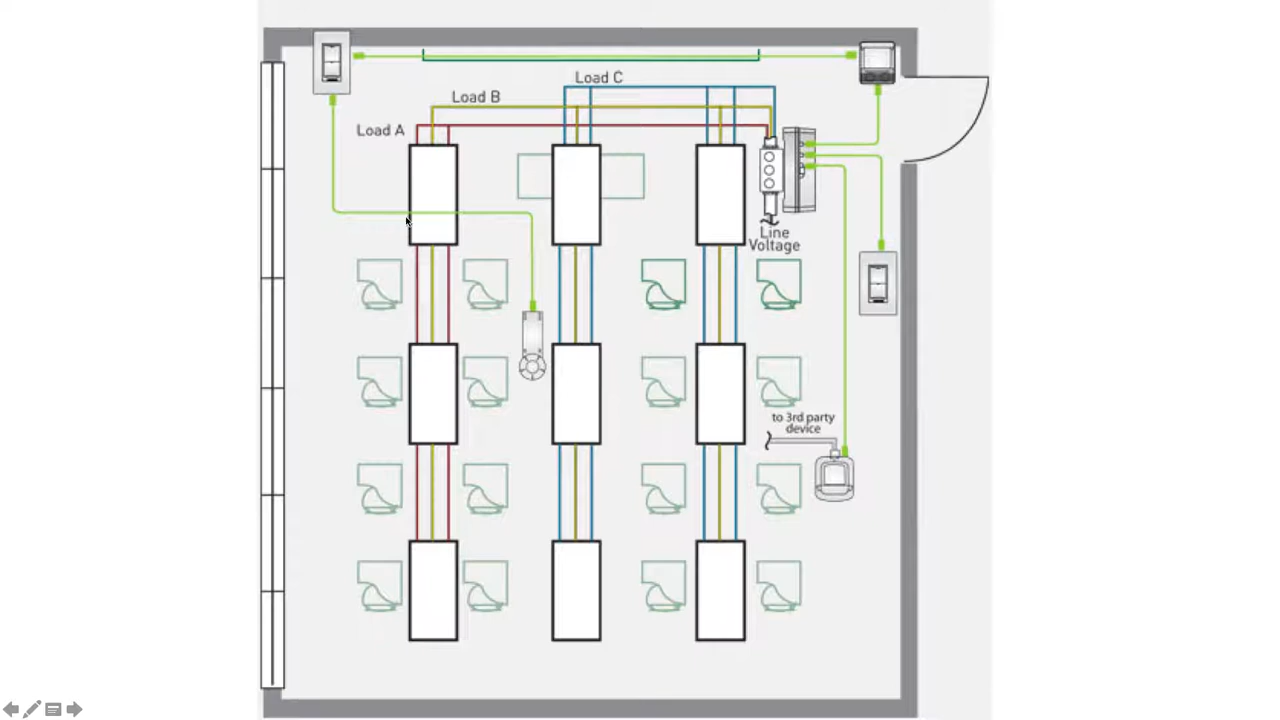 Load C
Load B
Load A
Line
Voltage
to 3rd party
device